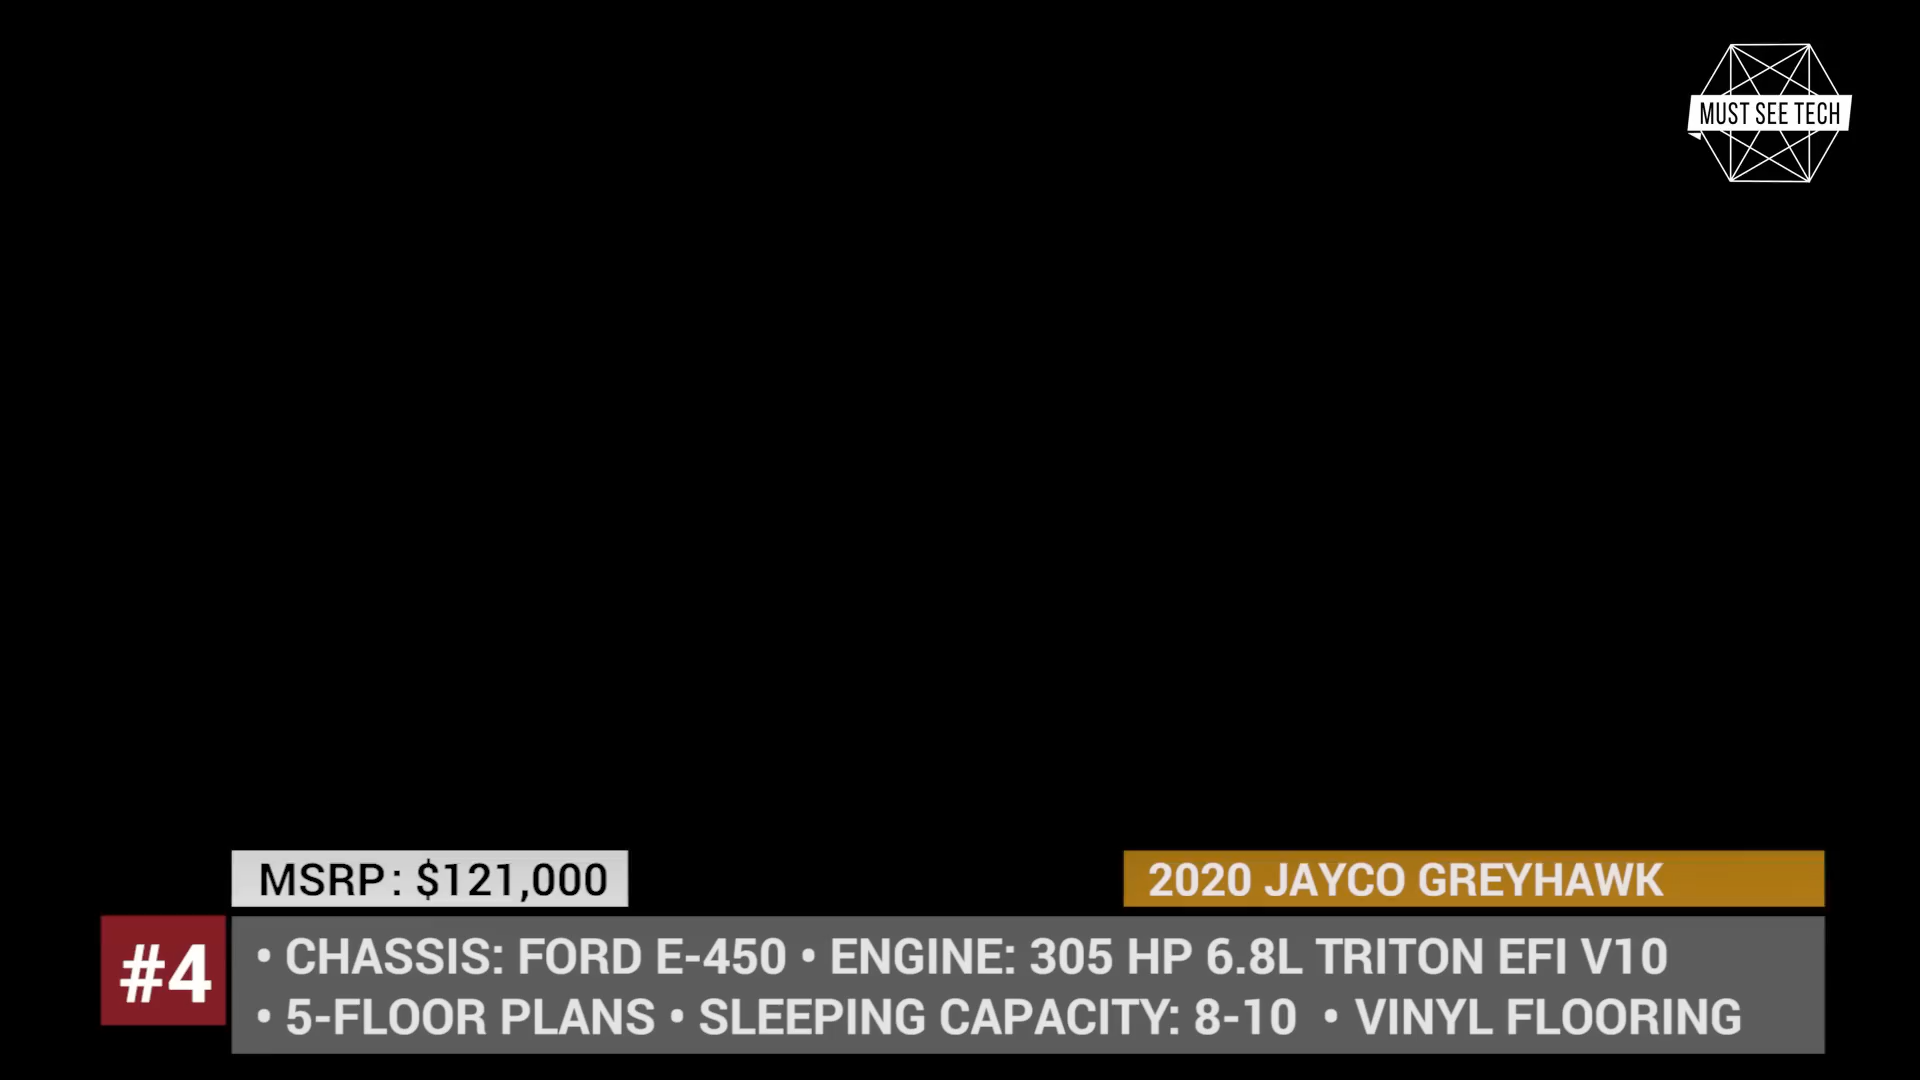 MUST SEE TECH
MSRP: $121,000
2020 JAYCO GREYHAWK
#4
• CHASSIS: FORD E-450 • ENGINE: 305 HP 6.8L TRITON EFI V10
• 5-FLOOR PLANS • SLEEPING CAPACITY: 8-10 • VINYL FLOORING